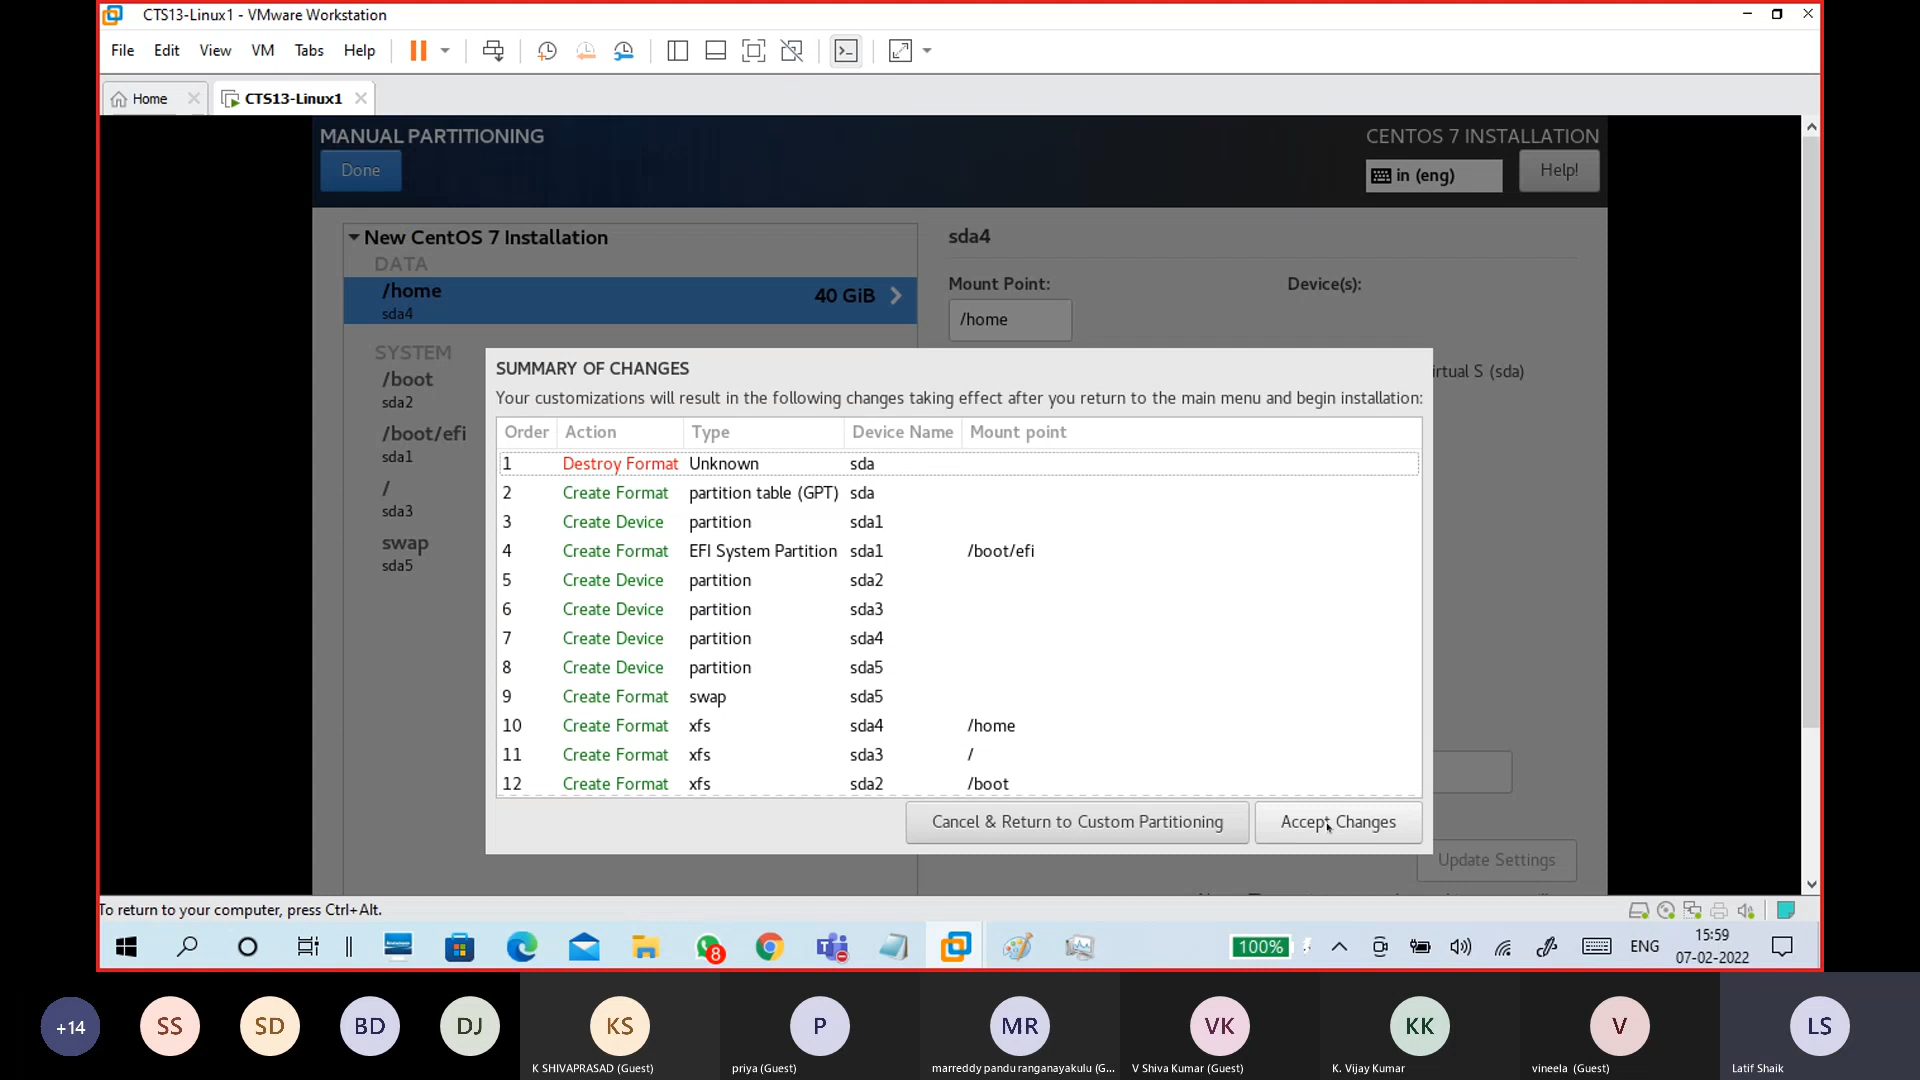 CTS13-Linux1 - VMware Workstation
File Edit View VM Tabs Help
Home CTS13-Linux1
MANUAL PARTITIONING
CENTOS 7 INSTALLATION
Done
in (eng)
Help!
New CentOS 7 Installation
DATA
/home
40 GiB
sda4
SYSTEM
/boot
sda2
/boot/efi
sda1
/
sda3
swap
sda5
sda4
Mount Point:
Device(s):
/home
irtual S (sda)
SUMMARY OF CHANGES
Your customizations will result in the following changes taking effect after you return to the main menu and begin installation:
Order Action Type Device Name Mount point
1 Destroy Format Unknown sda
2 Create Format partition table (GPT) sda
3 Create Device partition sda1
4 Create Format EFI System Partition sda1 /boot/efi
5 Create Device partition sda2
6 Create Device partition sda3
7 Create Device partition sda4
8 Create Device partition sda5
9 Create Format swap sda5
10 Create Format xfs sda4 /home
11 Create Format xfs sda3 /
12 Create Format xfs sda2 /boot
Cancel & Return to Custom Partitioning
Accept Changes
Update Settings
To return to your computer, press Ctrl+Alt.
8
100%
ENG
15:59
07-02-2022
+14 SS SD BD DJ KS P MR VK KK V LS
K SHIVAPRASAD (Guest) priya (Guest) marreddy pandu ranganayakulu (G... V Shiva Kumar (Guest) K. Vijay Kumar vineela (Guest) Latif Shaik